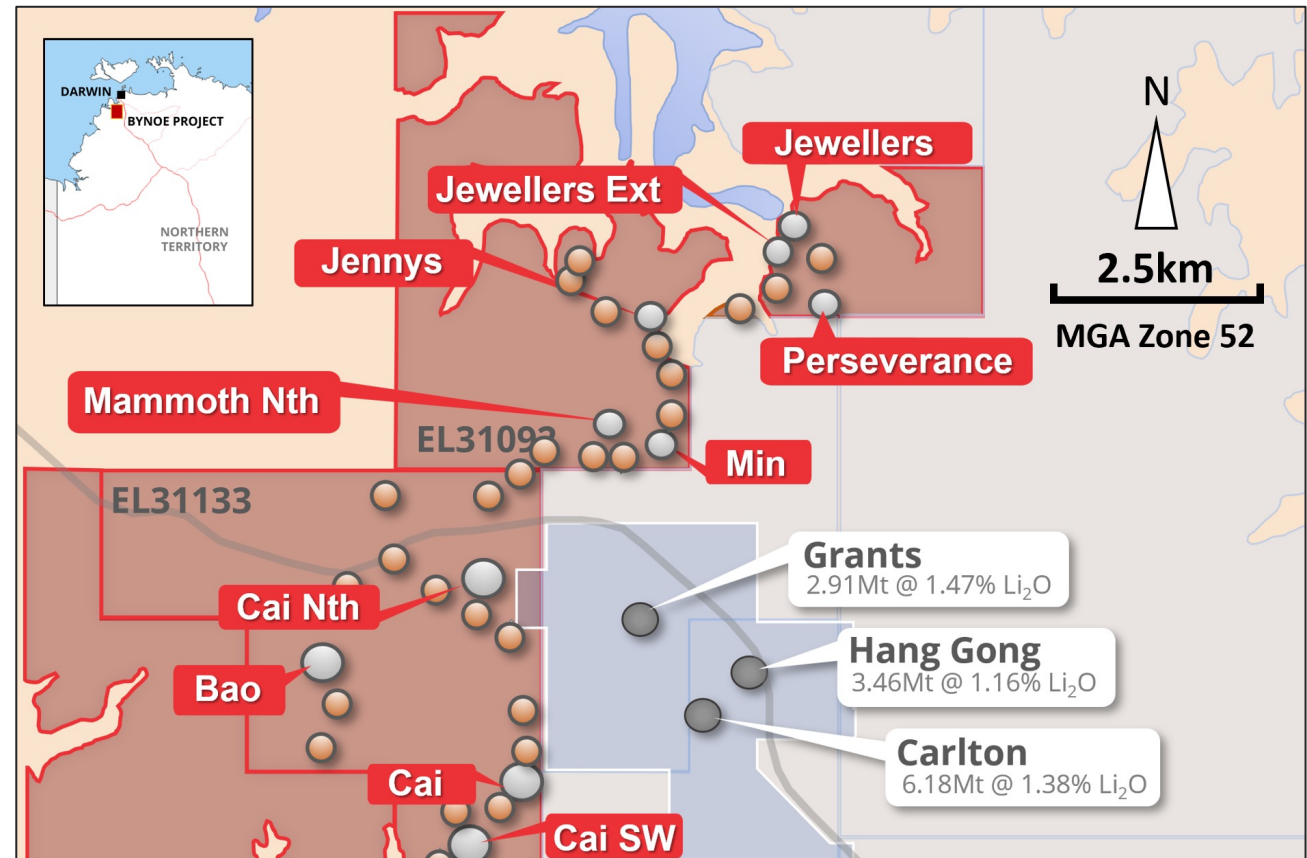 DARWIN
BYNOE PROJECT
NORTHERN
TERRITORY
N
2.5km
MGA Zone 52
Jewellers
Jewellers Ext
Jennys
Perseverance
Mammoth Nth
EL31093
Min
EL31133
Grants
2.91Mt @ 1.47% Li₂O
Cai Nth
Hang Gong
3.46Mt @ 1.16% Li₂O
Bao
Carlton
6.18Mt @ 1.38% Li₂O
Cai
Cai SW